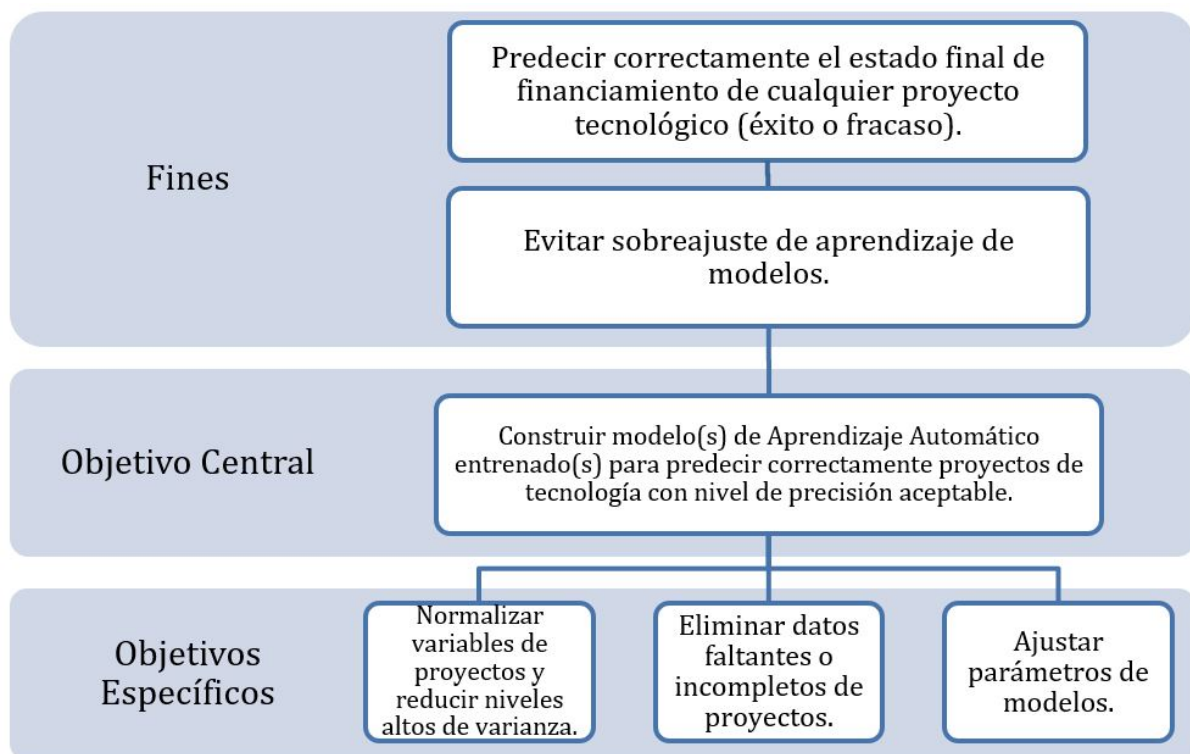 Predecir correctamente el estado final de
financiamiento de cualquier proyecto
tecnológico (éxito o fracaso).
Fines
Evitar sobreajuste de aprendizaje de
modelos.
Objetivo Central
Construir modelo(s) de Aprendizaje Automático
entrenado(s) para predecir correctamente proyectos de
tecnología con nivel de precisión aceptable.
Objetivos
Específicos
Normalizar
variables de
proyectos y
reducir niveles
altos de varianza.
Eliminar datos
faltantes o
incompletos de
proyectos.
Ajustar
parámetros de
modelos.